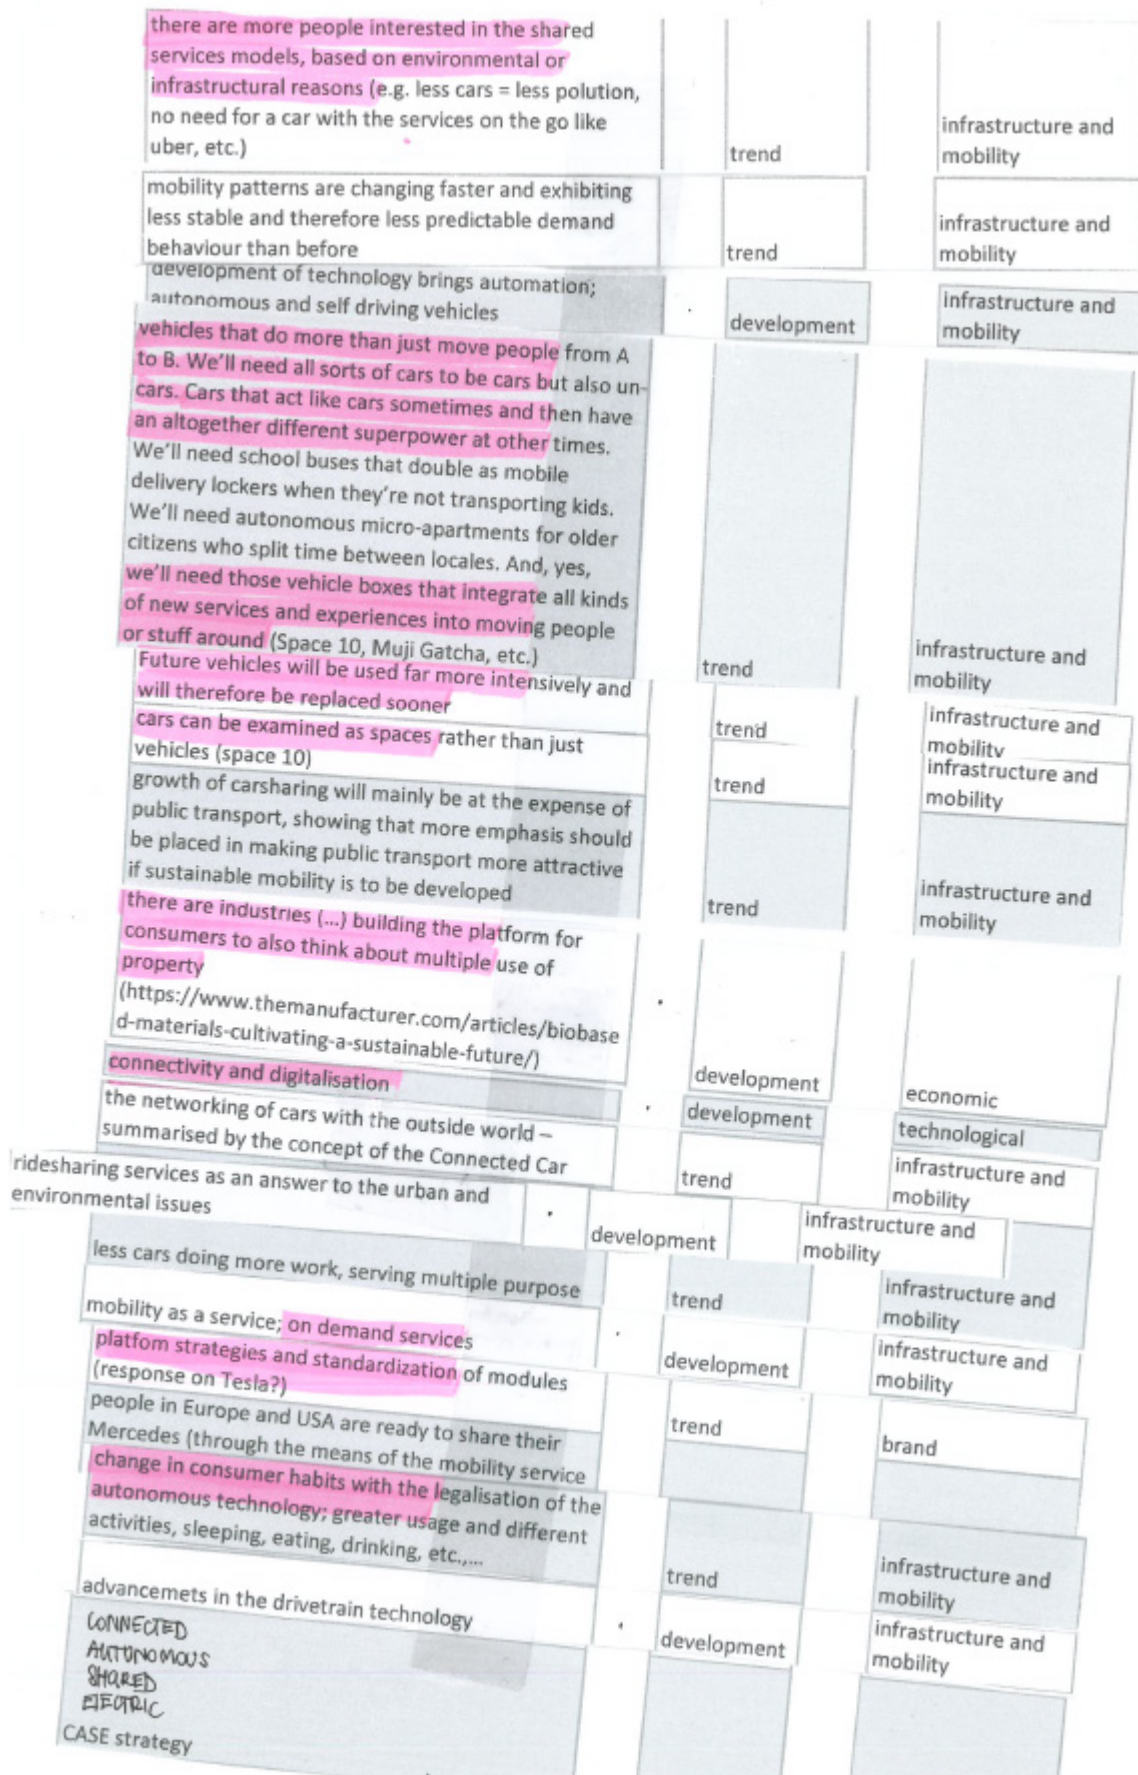 there are more people interested in the shared
services models, based on environmental or
infrastructural reasons (e.g. less cars = less polution,
no need for a car with the services on the go like
uber, etc.)
trend
infrastructure and
mobility
mobility patterns are changing faster and exhibiting
less stable and therefore less predictable demand
behaviour than before
trend
infrastructure and
mobility
development of technology brings automation;
autonomous and self driving vehicles
development
infrastructure and
mobility
vehicles that do more than just move people from A
to B. We'll need all sorts of cars to be cars but also un-
cars. Cars that act like cars sometimes and then have
an altogether different superpower at other times.
We'll need school buses that double as mobile
delivery lockers when they're not transporting kids.
We'll need autonomous micro-apartments for older
citizens who split time between locales. And, yes,
we'll need those vehicle boxes that integrate all kinds
of new services and experiences into moving people
or stuff around (Space 10, Muji Gatcha, etc.)
trend
infrastructure and
mobility
Future vehicles will be used far more intensively and
will therefore be replaced sooner
trend
infrastructure and
mobility
cars can be examined as spaces rather than just
vehicles (space 10)
trend
infrastructure and
mobility
growth of carsharing will mainly be at the expense of
public transport, showing that more emphasis should
be placed in making public transport more attractive
if sustainable mobility is to be developed
trend
infrastructure and
mobility
there are industries (...) building the platform for
consumers to also think about multiple use of
property
(https://www.themanufacturer.com/articles/biobase
d-materials-cultivating-a-sustainable-future/)
development
economic
connectivity and digitalisation
development
technological
the networking of cars with the outside world –
summarised by the concept of the Connected Car
trend
infrastructure and
mobility
ridesharing services as an answer to the urban and
environmental issues
development
infrastructure and
mobility
less cars doing more work, serving multiple purpose
trend
infrastructure and
mobility
mobility as a service; on demand services
development
infrastructure and
mobility
platfom strategies and standardization of modules
(response on Tesla?)
trend
brand
people in Europe and USA are ready to share their
Mercedes (through the means of the mobility service
change in consumer habits with the legalisation of the
autonomous technology; greater usage and different
activities, sleeping, eating, drinking, etc.,...
trend
infrastructure and
mobility
advancemets in the drivetrain technology
development
infrastructure and
mobility
CONNECTED
AUTONOMOUS
SHARED
ELECTRIC
CASE strategy